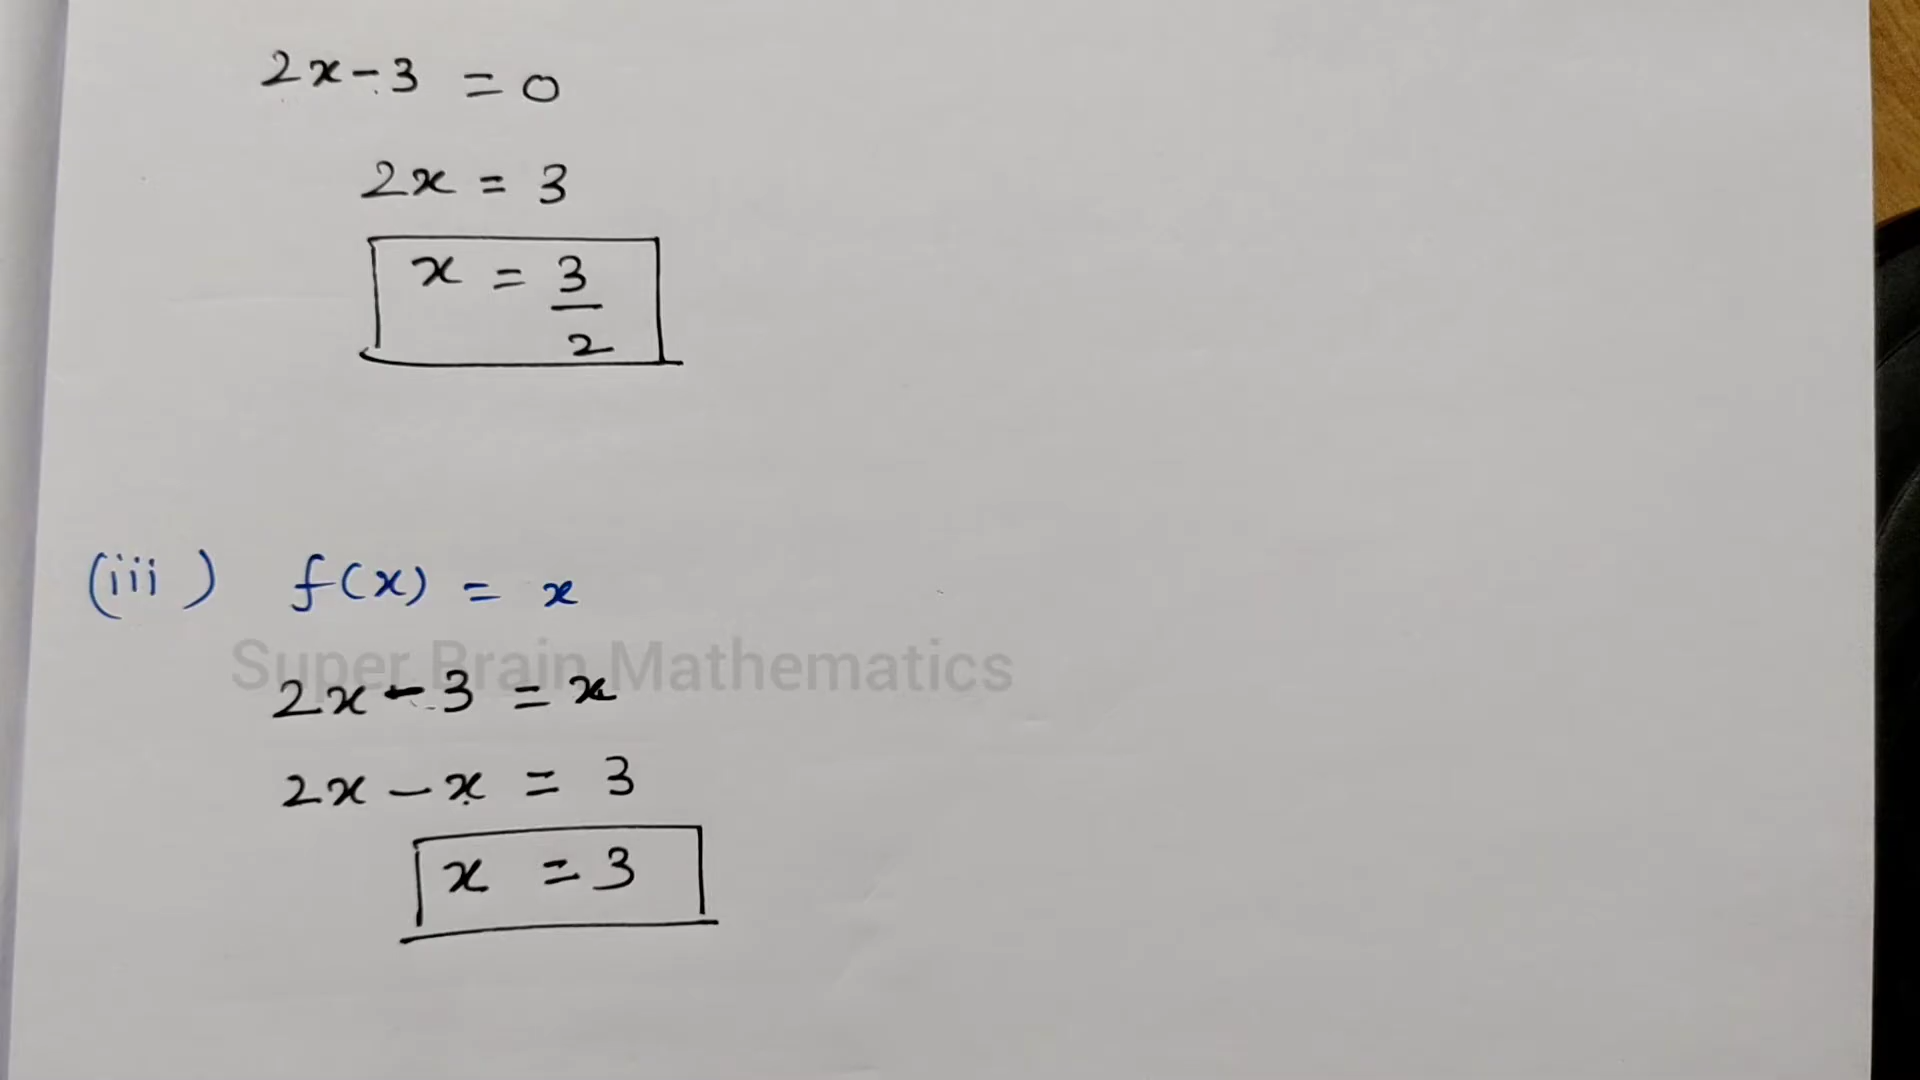 2x - 3 = 0
2x = 3
x = 3/2
(iii) f(x) = x
Super Brain Mathematics
2x - 3 = x
2x - x = 3
x = 3